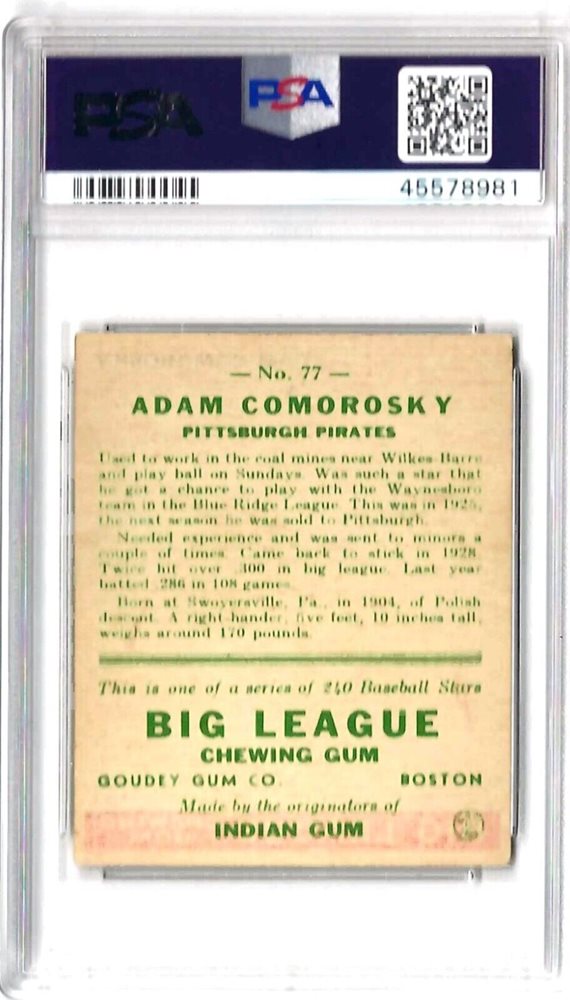 PSA PSA
45578981
— No. 77 —
ADAM COMOROSKY
PITTSBURGH PIRATES
Used to work in the coal mines near Wilkes-Barre
and play ball on Sundays. Was such a star that
he got a chance to play with the Waynesboro
team in the Blue Ridge League. This was in 1925,
the next season he was sold to Pittsburgh.
Needed experience and was sent to minors a
couple of times. Came back to stick in 1928.
Twice hit over .300 in big league. Last year
batted .286 in 108 games.
Born at Swoyersville, Pa., in 1904, of Polish
descent. A right-hander, five feet, 10 inches tall,
weighs around 170 pounds.
This is one of a series of 240 Baseball Stars
BIG LEAGUE
CHEWING GUM
GOUDEY GUM CO. BOSTON
Made by the originators of
INDIAN GUM